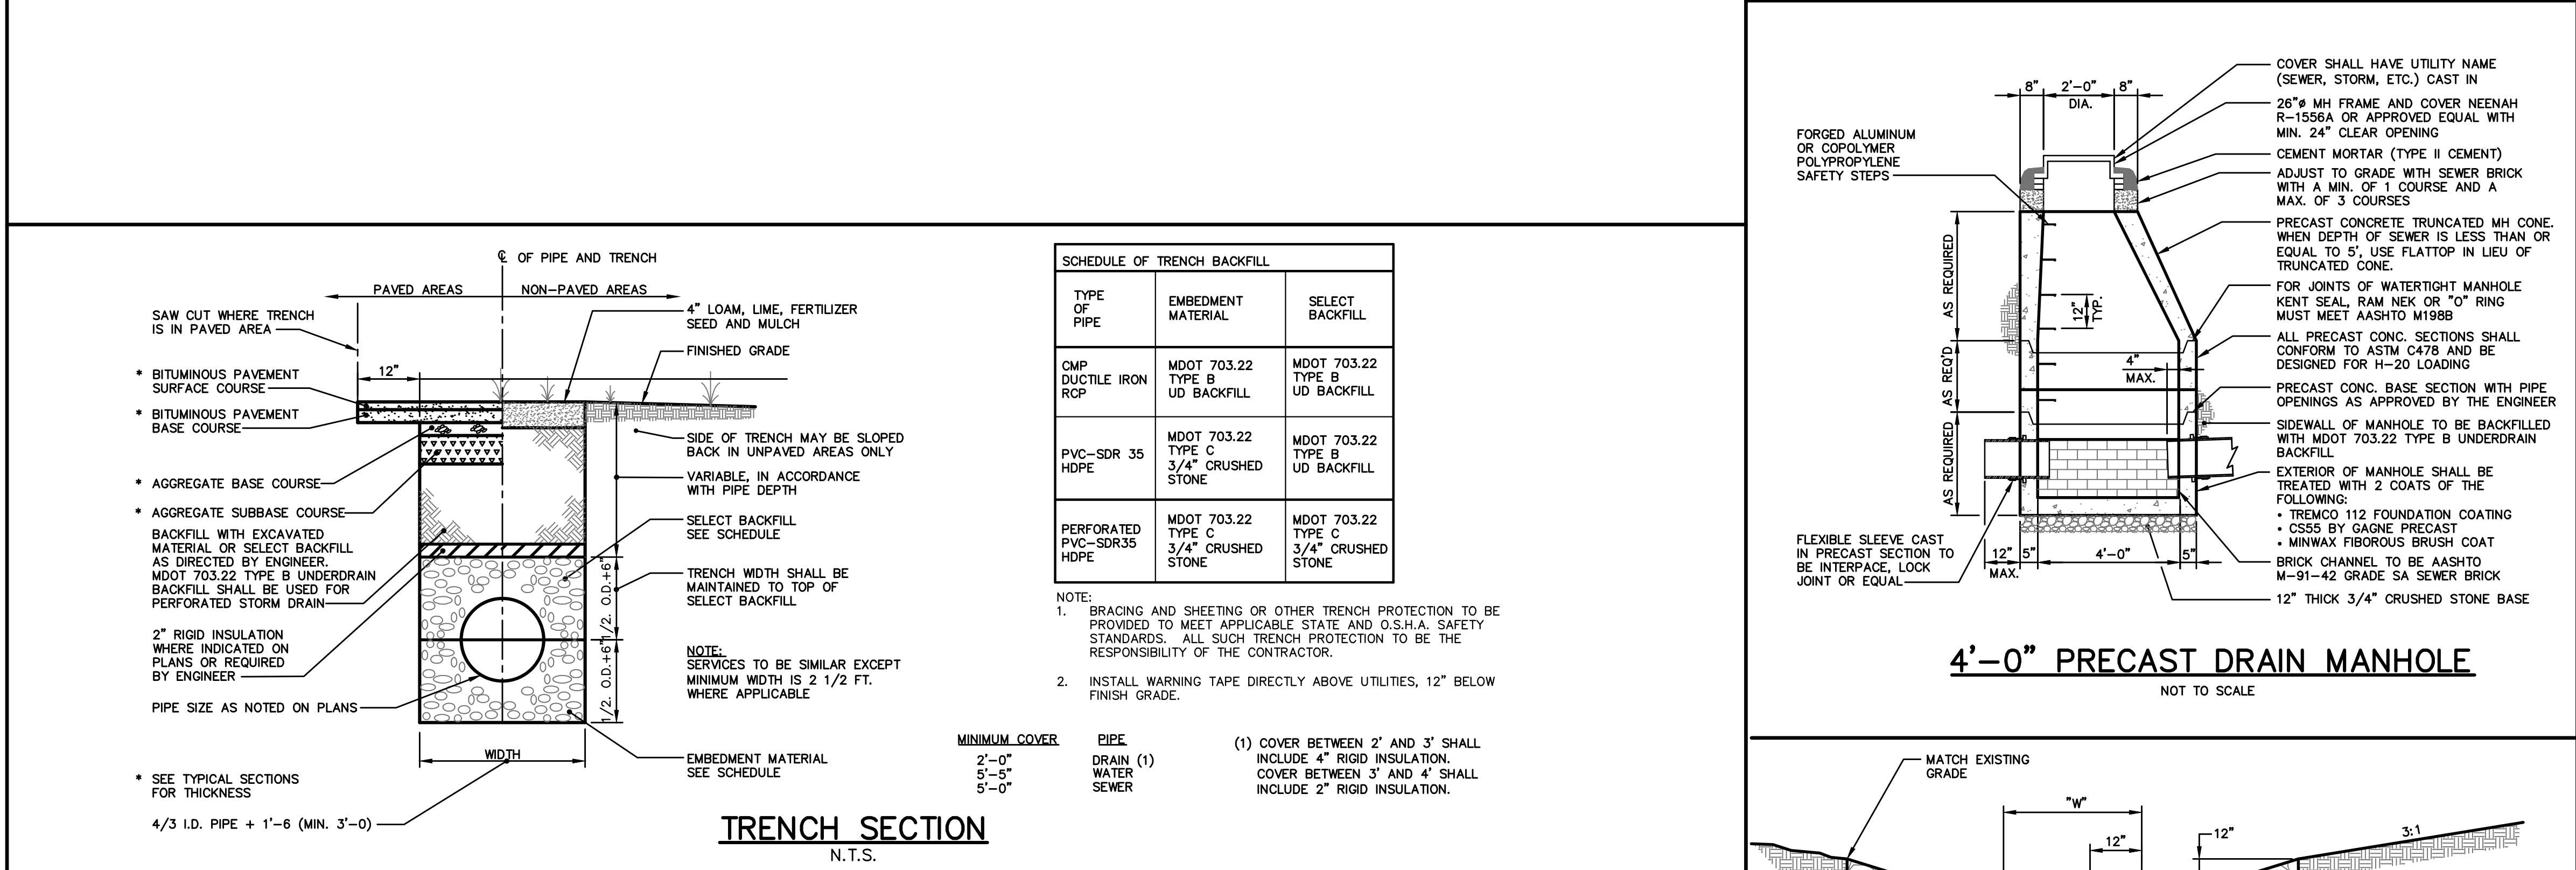 ℄ OF PIPE AND TRENCH
PAVED AREAS
NON-PAVED AREAS
SAW CUT WHERE TRENCH
IS IN PAVED AREA
12"
* BITUMINOUS PAVEMENT
SURFACE COURSE
* BITUMINOUS PAVEMENT
BASE COURSE
* AGGREGATE BASE COURSE
* AGGREGATE SUBBASE COURSE
BACKFILL WITH EXCAVATED
MATERIAL OR SELECT BACKFILL
AS DIRECTED BY ENGINEER.
MDOT 703.22 TYPE B UNDERDRAIN
BACKFILL SHALL BE USED FOR
PERFORATED STORM DRAIN
2" RIGID INSULATION
WHERE INDICATED ON
PLANS OR REQUIRED
BY ENGINEER
PIPE SIZE AS NOTED ON PLANS
WIDTH
* SEE TYPICAL SECTIONS
FOR THICKNESS
4/3 I.D. PIPE + 1'-6 (MIN. 3'-0)
4" LOAM, LIME, FERTILIZER
SEED AND MULCH
FINISHED GRADE
SIDE OF TRENCH MAY BE SLOPED
BACK IN UNPAVED AREAS ONLY
VARIABLE, IN ACCORDANCE
WITH PIPE DEPTH
SELECT BACKFILL
SEE SCHEDULE
TRENCH WIDTH SHALL BE
MAINTAINED TO TOP OF
SELECT BACKFILL
1/2. O.D.+6"
1/2. O.D.+6"
NOTE:
SERVICES TO BE SIMILAR EXCEPT
MINIMUM WIDTH IS 2 1/2 FT.
WHERE APPLICABLE
EMBEDMENT MATERIAL
SEE SCHEDULE
TRENCH SECTION
N.T.S.
SCHEDULE OF TRENCH BACKFILL
TYPE
OF
PIPE
EMBEDMENT
MATERIAL
SELECT
BACKFILL
CMP
DUCTILE IRON
RCP
MDOT 703.22
TYPE B
UD BACKFILL
MDOT 703.22
TYPE B
UD BACKFILL
PVC-SDR 35
HDPE
MDOT 703.22
TYPE C
3/4" CRUSHED
STONE
MDOT 703.22
TYPE B
UD BACKFILL
PERFORATED
PVC-SDR35
HDPE
MDOT 703.22
TYPE C
3/4" CRUSHED
STONE
MDOT 703.22
TYPE C
3/4" CRUSHED
STONE
NOTE:
1. BRACING AND SHEETING OR OTHER TRENCH PROTECTION TO BE
PROVIDED TO MEET APPLICABLE STATE AND O.S.H.A. SAFETY
STANDARDS. ALL SUCH TRENCH PROTECTION TO BE THE
RESPONSIBILITY OF THE CONTRACTOR.
2. INSTALL WARNING TAPE DIRECTLY ABOVE UTILITIES, 12" BELOW
FINISH GRADE.
MINIMUM COVER PIPE
2'-0" DRAIN (1)
5'-5" WATER
5'-0" SEWER
(1) COVER BETWEEN 2' AND 3' SHALL
INCLUDE 4" RIGID INSULATION.
COVER BETWEEN 3' AND 4' SHALL
INCLUDE 2" RIGID INSULATION.
8" 2'-0" 8"
DIA.
FORGED ALUMINUM
OR COPOLYMER
POLYPROPYLENE
SAFETY STEPS
AS REQUIRED
AS REQ'D
AS REQUIRED
12"
TYP.
4"
MAX.
FLEXIBLE SLEEVE CAST
IN PRECAST SECTION TO
BE INTERPACE, LOCK
JOINT OR EQUAL
12" 5" 4'-0" 5"
MAX.
COVER SHALL HAVE UTILITY NAME
(SEWER, STORM, ETC.) CAST IN
26"ø MH FRAME AND COVER NEENAH
R-1556A OR APPROVED EQUAL WITH
MIN. 24" CLEAR OPENING
CEMENT MORTAR (TYPE II CEMENT)
ADJUST TO GRADE WITH SEWER BRICK
WITH A MIN. OF 1 COURSE AND A
MAX. OF 3 COURSES
PRECAST CONCRETE TRUNCATED MH CONE.
WHEN DEPTH OF SEWER IS LESS THAN OR
EQUAL TO 5', USE FLATTOP IN LIEU OF
TRUNCATED CONE.
FOR JOINTS OF WATERTIGHT MANHOLE
KENT SEAL, RAM NEK OR "O" RING
MUST MEET AASHTO M198B
ALL PRECAST CONC. SECTIONS SHALL
CONFORM TO ASTM C478 AND BE
DESIGNED FOR H-20 LOADING
PRECAST CONC. BASE SECTION WITH PIPE
OPENINGS AS APPROVED BY THE ENGINEER
SIDEWALL OF MANHOLE TO BE BACKFILLED
WITH MDOT 703.22 TYPE B UNDERDRAIN
BACKFILL
EXTERIOR OF MANHOLE SHALL BE
TREATED WITH 2 COATS OF THE
FOLLOWING:
• TREMCO 112 FOUNDATION COATING
• CS55 BY GAGNE PRECAST
• MINWAX FIBOROUS BRUSH COAT
BRICK CHANNEL TO BE AASHTO
M-91-42 GRADE SA SEWER BRICK
12" THICK 3/4" CRUSHED STONE BASE
4'-0" PRECAST DRAIN MANHOLE
NOT TO SCALE
MATCH EXISTING
GRADE
"W"
12"
12"
3:1